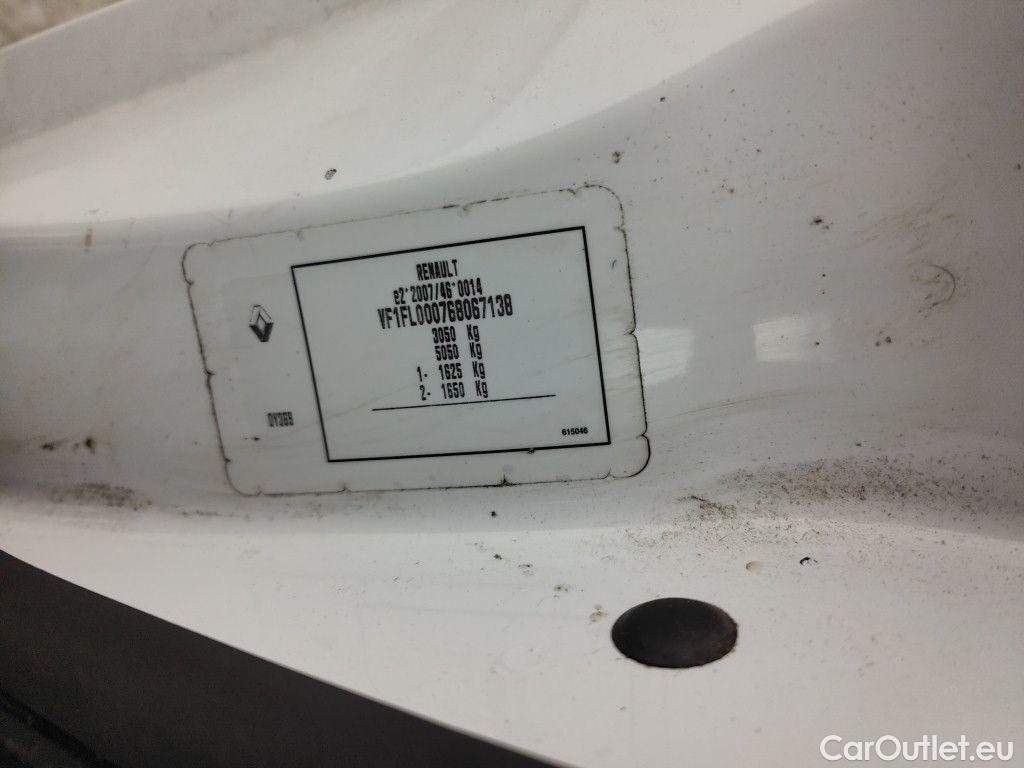 RENAULT
e2*2007/46*0014
VF1FL000768067138
3050 Kg
5050 Kg
1- 1625 Kg
2- 1650 Kg
OV369
615046
CarOutlet.eu